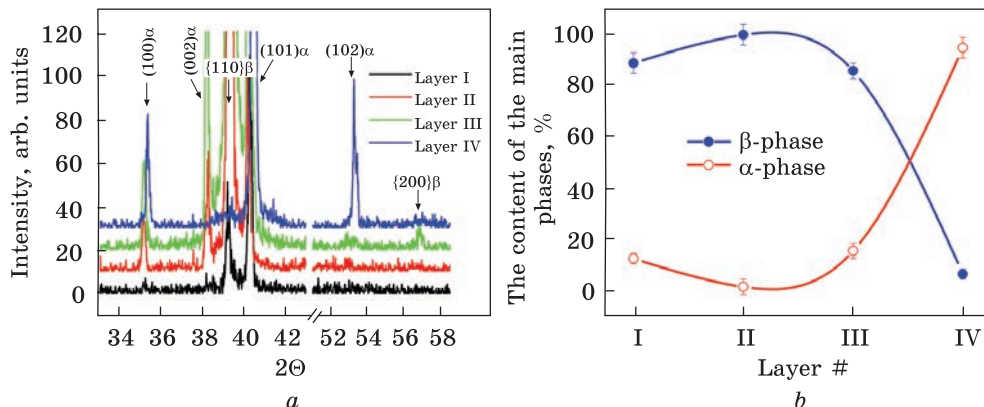 120
100
80
60
40
20
0
Intensity, arb. units
(100)α
(002)α
{110}β
(101)α
(102)α
{200}β
Layer I
Layer II
Layer III
Layer IV
34 36 38 40 42 52 54 56 58
2Θ
a
100
80
60
40
20
0
The content of the main
phases, %
β-phase
α-phase
I II III IV
Layer #
b